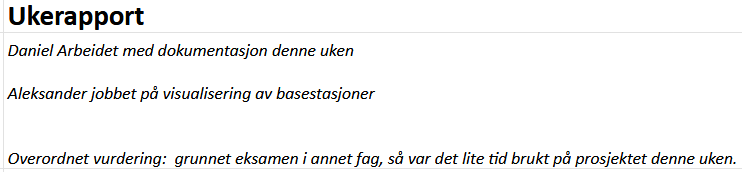 Ukerapport
Daniel Arbeidet med dokumentasjon denne uken
Aleksander jobbet på visualisering av basestasjoner
Overordnet vurdering:  grunnet eksamen i annet fag, så var det lite tid brukt på prosjektet denne uken.